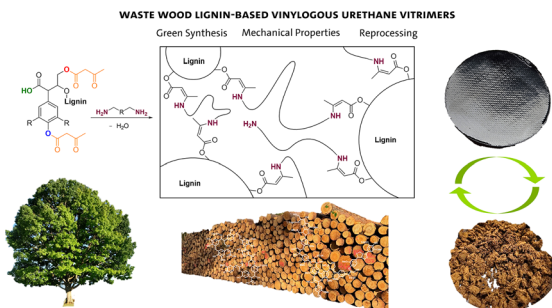 WASTE WOOD LIGNIN-BASED VINYLOGOUS URETHANE VITRIMERS
Green Synthesis Mechanical Properties Reprocessing
O
O
O
O
HO
O
O
Lignin
R
R
O
O
O
H₂N
R
NH₂
- H₂O
Lignin
O
O
NH
O
O
NH
O
O
NH
O
O
NH
H₂N
NH
O
O
NH
O
O
Lignin
Lignin